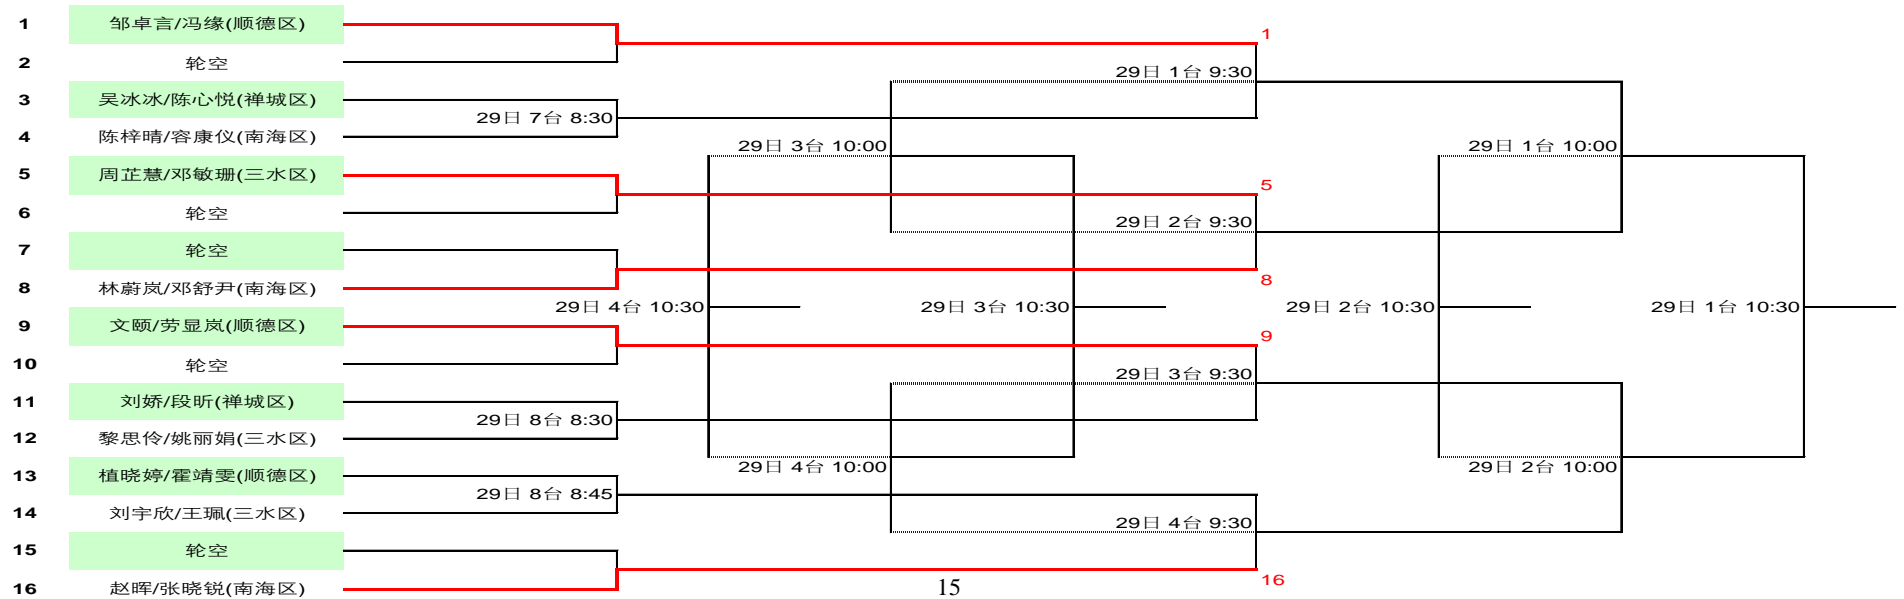 1 邹卓言/冯缘(顺德区)
1
2 轮空
29日 1台 9:30
3 吴冰冰/陈心悦(禅城区)
29日 7台 8:30
4 陈梓晴/容康仪(南海区)
29日 3台 10:00 29日 1台 10:00
5 周芷慧/邓敏珊(三水区)
5
6 轮空
29日 2台 9:30
7 轮空
8 林蔚岚/邓舒尹(南海区)
8
29日 4台 10:30 29日 3台 10:30 29日 2台 10:30 29日 1台 10:30
9 文颐/劳显岚(顺德区)
9
10 轮空
29日 3台 9:30
11 刘娇/段昕(禅城区)
29日 8台 8:30
12 黎思伶/姚丽娟(三水区)
29日 4台 10:00 29日 2台 10:00
13 植晓婷/霍靖雯(顺德区)
29日 8台 8:45
14 刘宇欣/王珮(三水区)
29日 4台 9:30
15 轮空
16
16 赵晖/张晓锐(南海区)
15